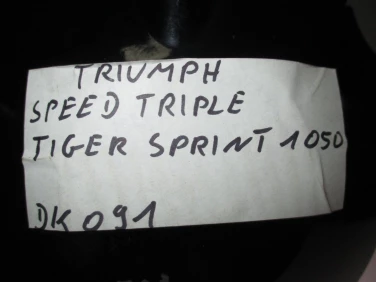 TRIUMPH
SPEED TRIPLE
TIGER SPRINT 1050
DK091